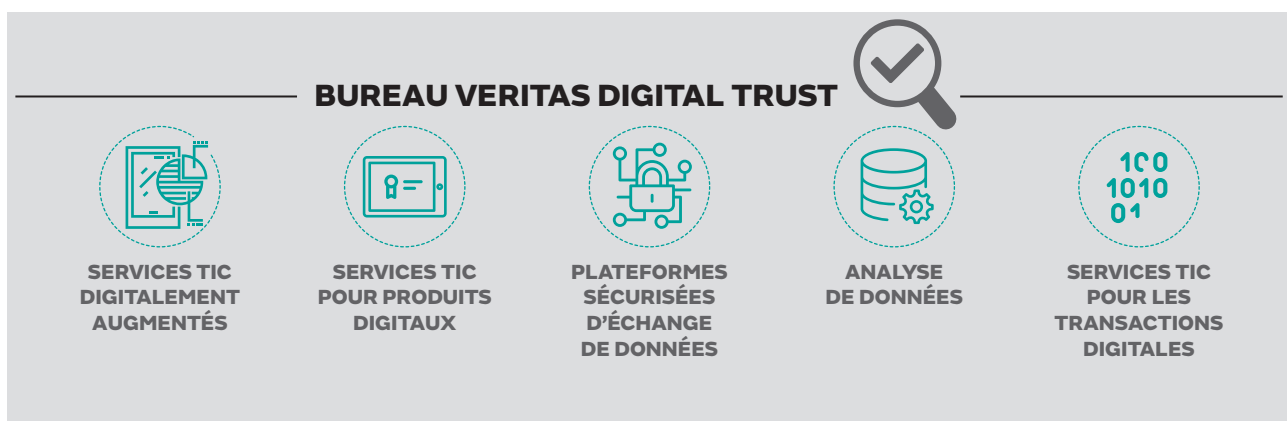 BUREAU VERITAS DIGITAL TRUST
SERVICES TIC
DIGITALEMENT
AUGMENTÉS
SERVICES TIC
POUR PRODUITS
DIGITAUX
PLATEFORMES
SÉCURISÉES
D’ÉCHANGE
DE DONNÉES
ANALYSE
DE DONNÉES
100
1010
01
SERVICES TIC
POUR LES
TRANSACTIONS
DIGITALES